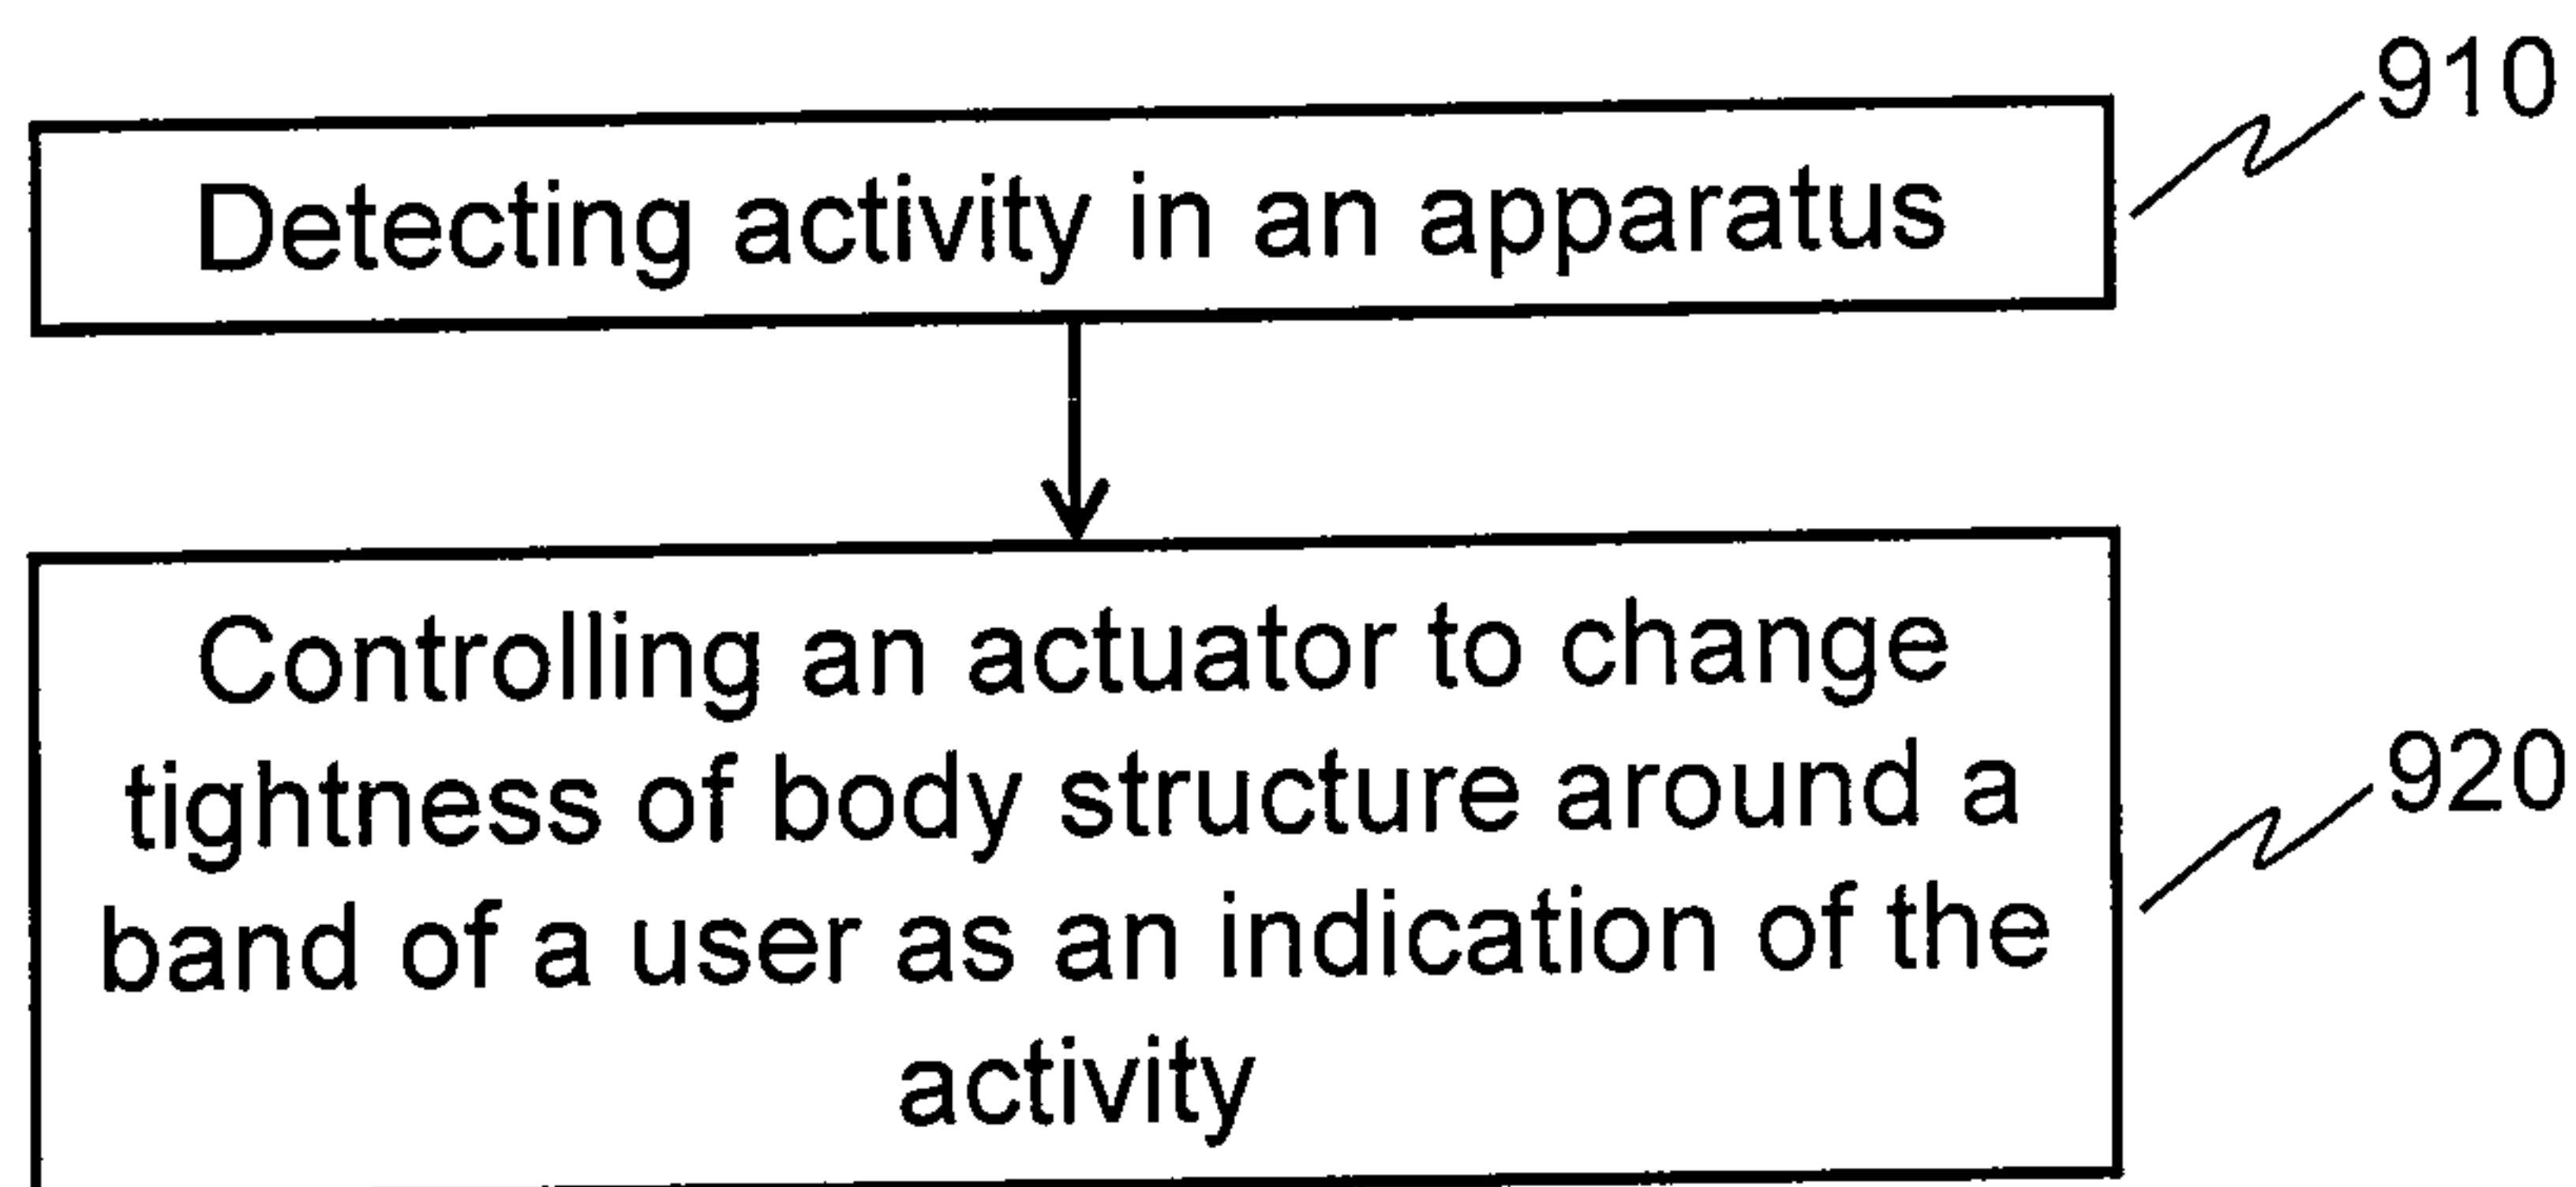 910
Detecting activity in an apparatus
Controlling an actuator to change
tightness of body structure around a
band of a user as an indication of the
activity
920